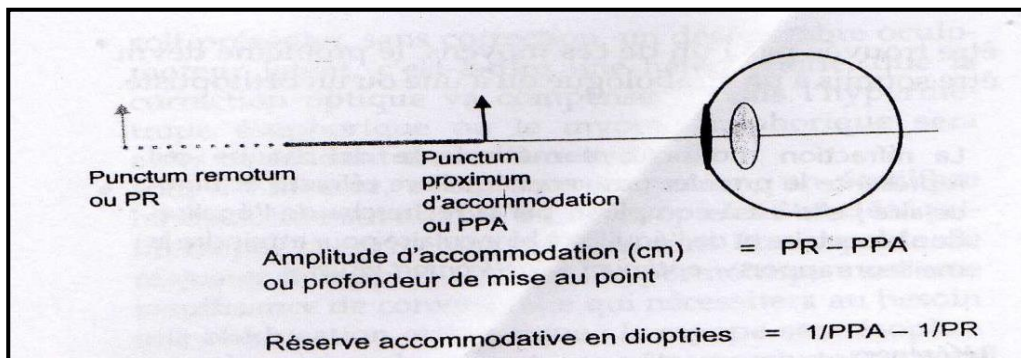 Punctum remotum
ou PR
Punctum
proximum
d'accommodation
ou PPA
Amplitude d'accommodation (cm)
ou profondeur de mise au point
A = PR – PPA
Réserve accommodative en dioptries = 1/PPA – 1/PR